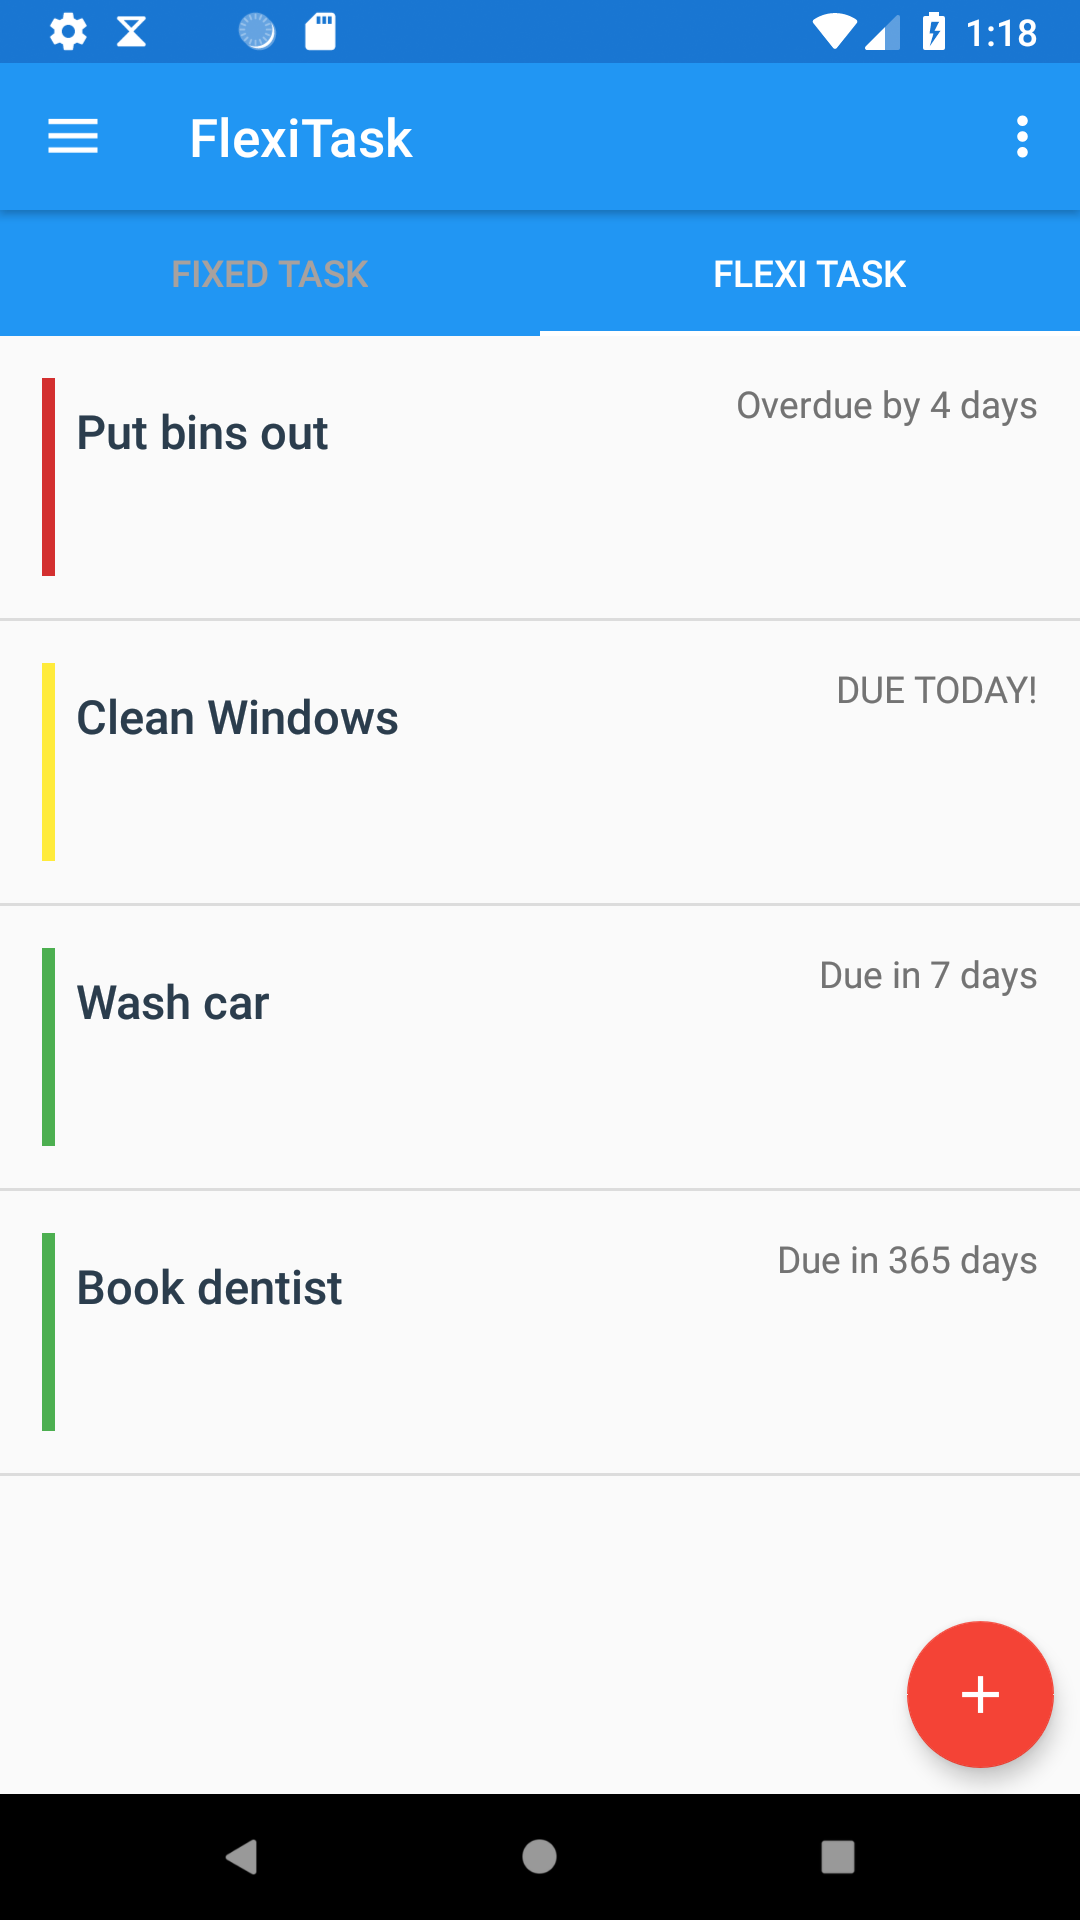 1:18
FlexiTask
FIXED TASK
FLEXI TASK
Put bins out
Overdue by 4 days
Clean Windows
DUE TODAY!
Wash car
Due in 7 days
Book dentist
Due in 365 days